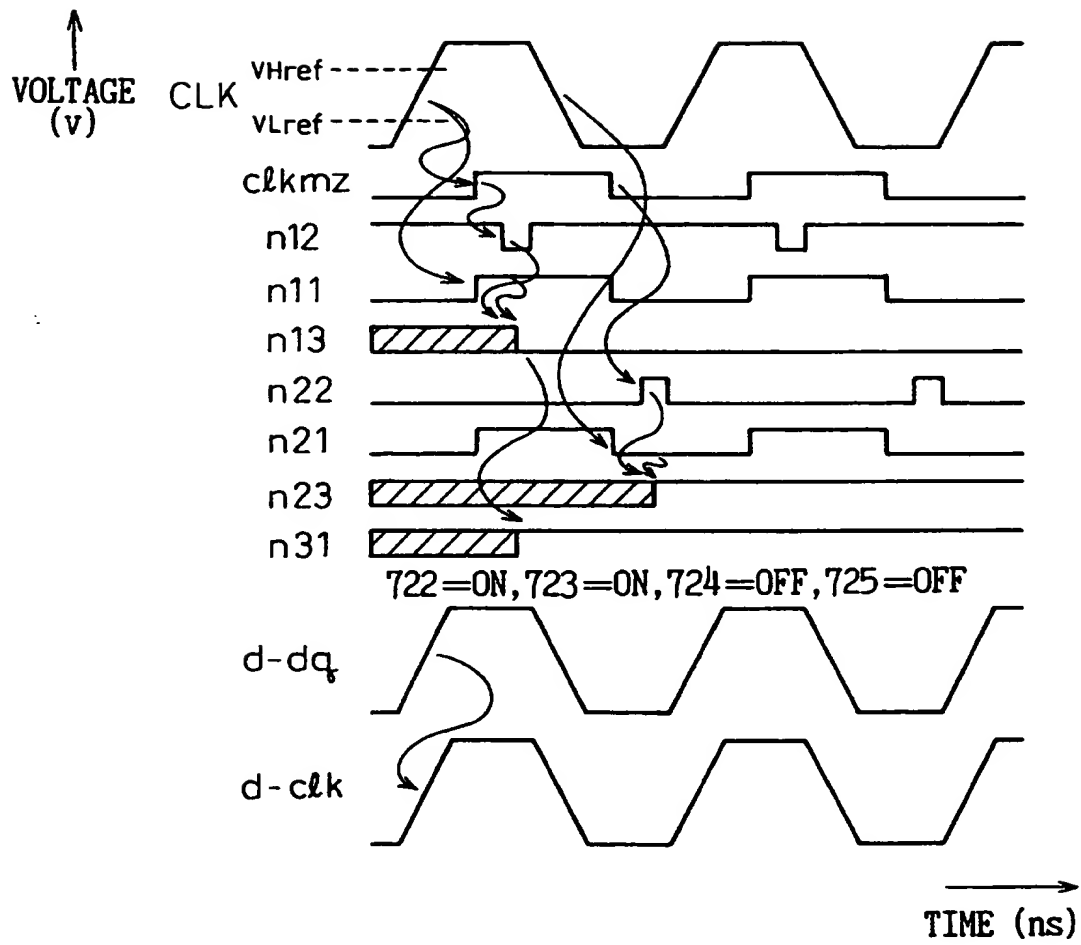 VOLTAGE
(v)
CLK
VHref
VLref
clkmz
n12
n11
n13
n22
n21
n23
n31
722=ON,723=ON,724=OFF,725=OFF
d-dq
d-clk
TIME (ns)